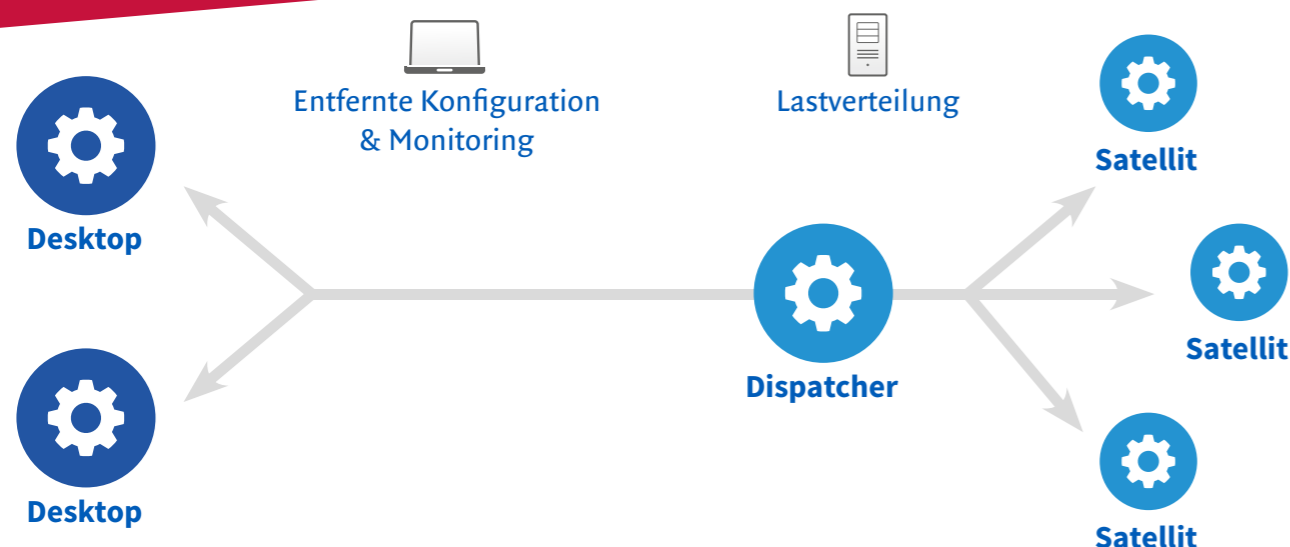 Entfernte Konfiguration
& Monitoring
Lastverteilung
Satellit
Desktop
Satellit
Dispatcher
Desktop
Satellit